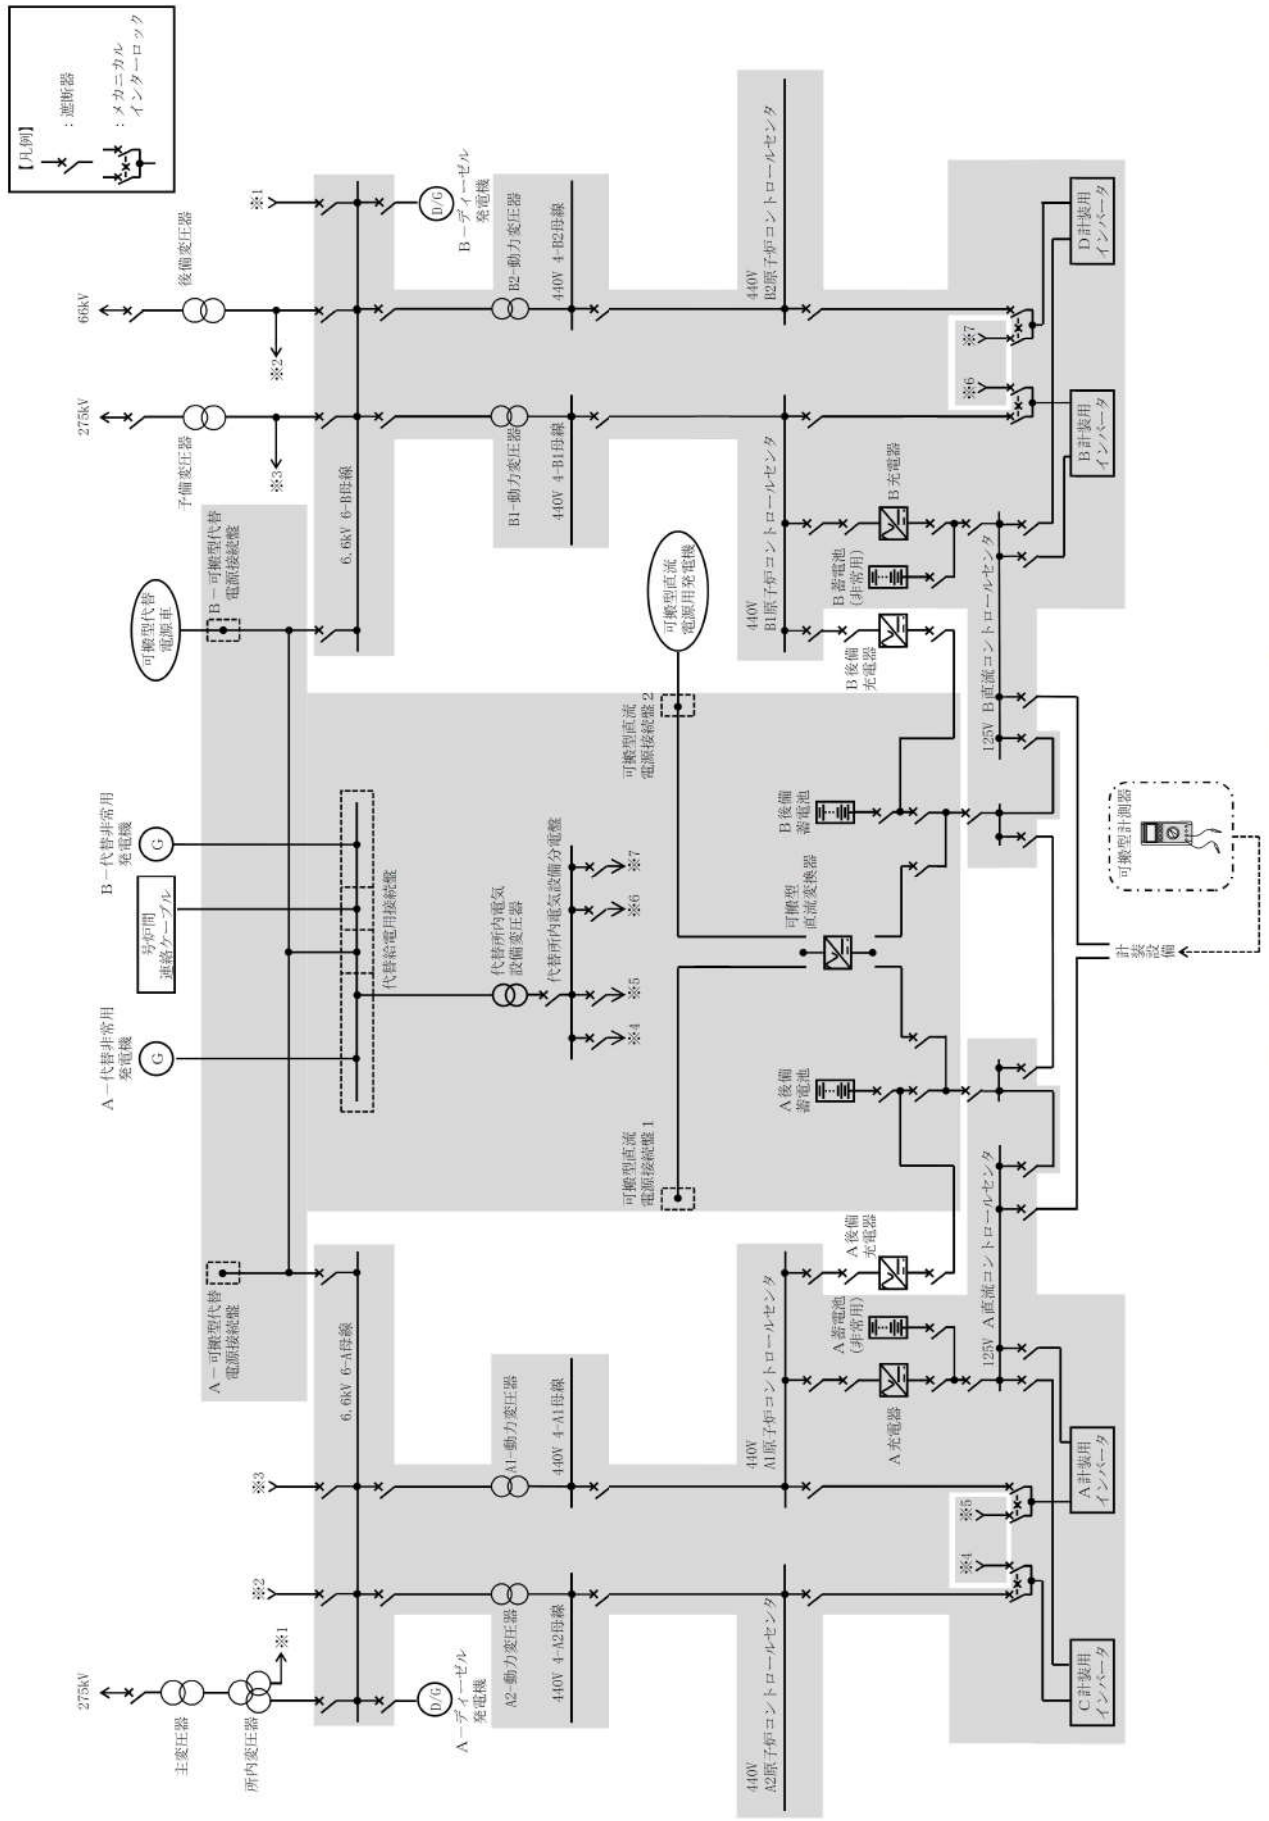 【凡例】
：遮断器
：メカニカル
インターロック
275kV
主変圧器
所内変圧器
※1
※2
※3
A－可搬型代替
電源接続盤
A－代替非常用
発電機
G
号炉間
連絡ケーブル
B－代替非常用
発電機
G
可搬型代替
電源車
B－可搬型代替
電源接続盤
275kV
予備変圧器
※3
66kV
後備変圧器
※2
※1
6.6kV 6-A母線
代替給電用接続盤
6.6kV 6-B母線
D/G
A－ディーゼル
発電機
D/G
B－ディーゼル
発電機
A2-動力変圧器
440V 4-A2母線
A1-動力変圧器
440V 4-A1母線
代替所内電気
設備変圧器
代替所内電気設備分電盤
※4
※5
※6
※7
B1-動力変圧器
440V 4-B1母線
B2-動力変圧器
440V 4-B2母線
可搬型直流
電源接続盤 1
可搬型直流
電源接続盤 2
可搬型直流
電源用発電機
440V
A2原子炉コントロールセンタ
440V
A1原子炉コントロールセンタ
440V
B1原子炉コントロールセンタ
440V
B2原子炉コントロールセンタ
A充電器
A蓄電池
(非常用)
A後備
充電器
A後備
蓄電池
可搬型
直流変換器
B後備
蓄電池
B後備
充電器
B蓄電池
(非常用)
B充電器
※4
※5
※6
※7
125V A直流コントロールセンタ
125V B直流コントロールセンタ
C計装用
インバータ
A計装用
インバータ
計装
設備
可搬型計測器
B計装用
インバータ
D計装用
インバータ